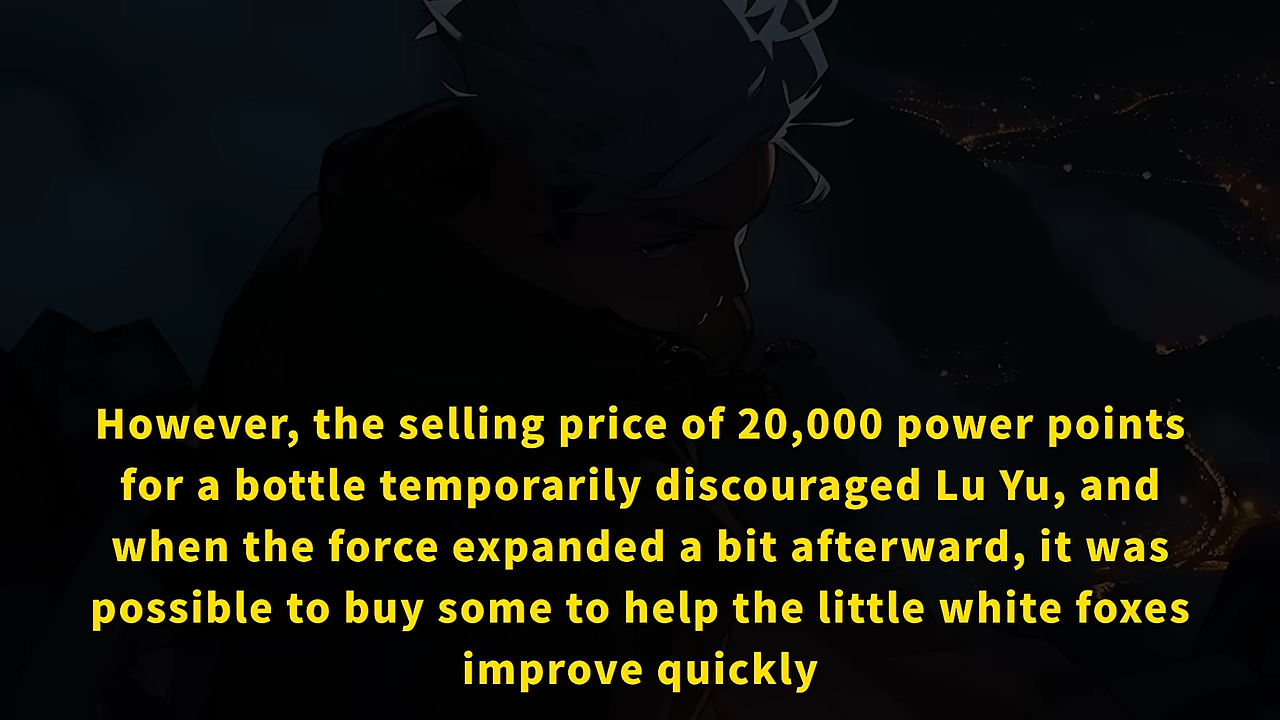 However, the selling price of 20,000 power points
for a bottle temporarily discouraged Lu Yu, and
when the force expanded a bit afterward, it was
possible to buy some to help the little white foxes
improve quickly